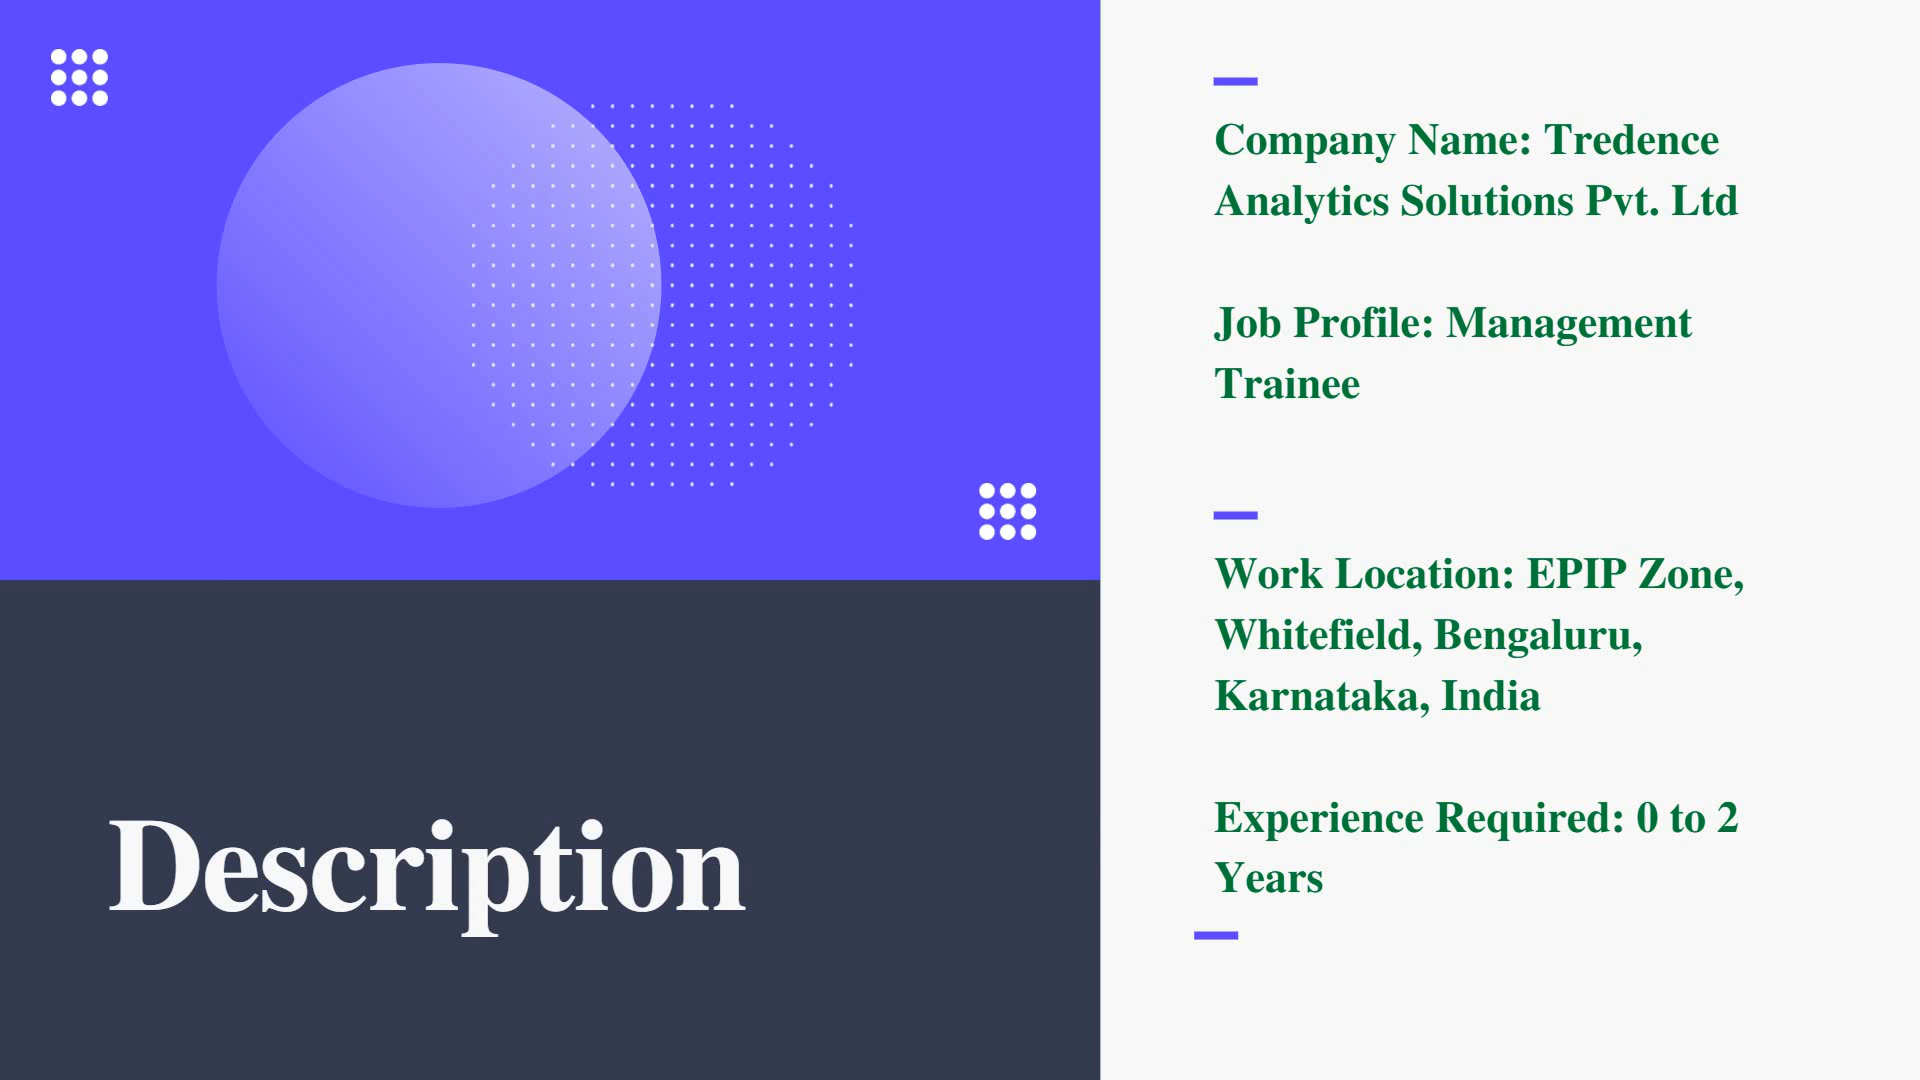 Description
Company Name: Tredence
Analytics Solutions Pvt. Ltd
Job Profile: Management
Trainee
Work Location: EPIP Zone,
Whitefield, Bengaluru,
Karnataka, India
Experience Required: 0 to 2
Years